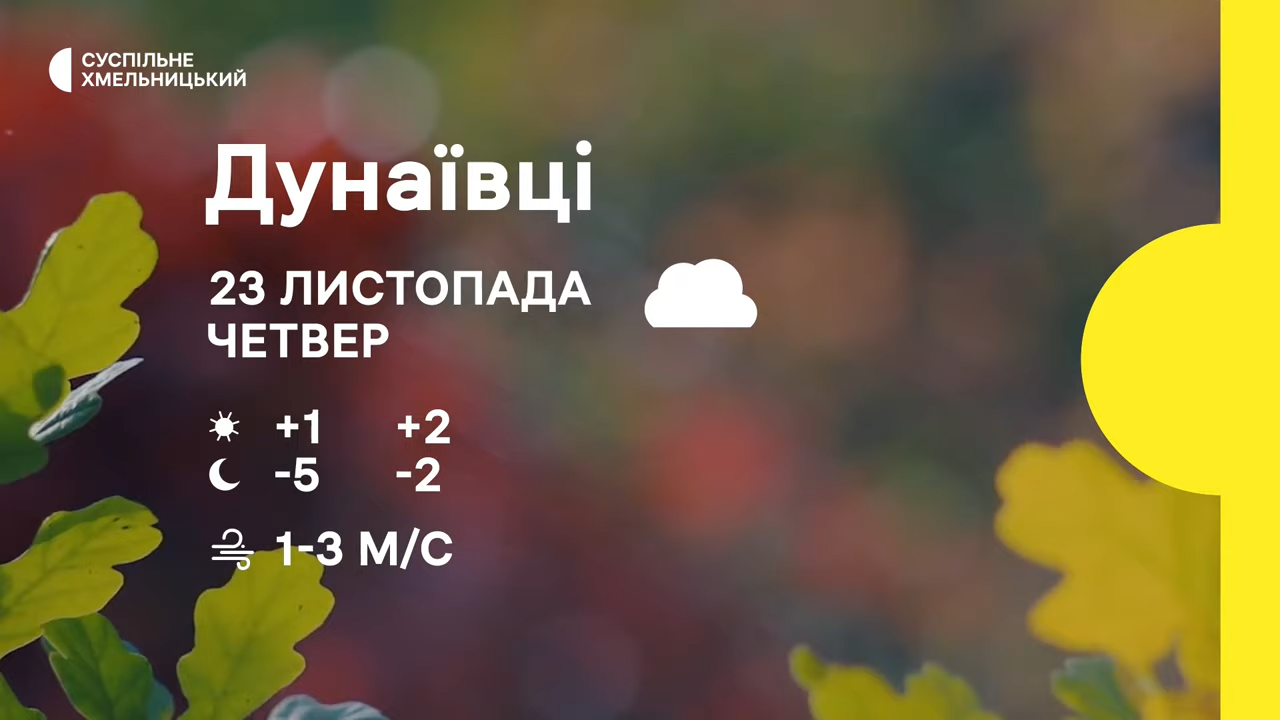 СУСПІЛЬНЕ
ХМЕЛЬНИЦЬКИЙ
Дунаївці
23 ЛИСТОПАДА
ЧЕТВЕР
+1 +2
-5 -2
1-3 М/С